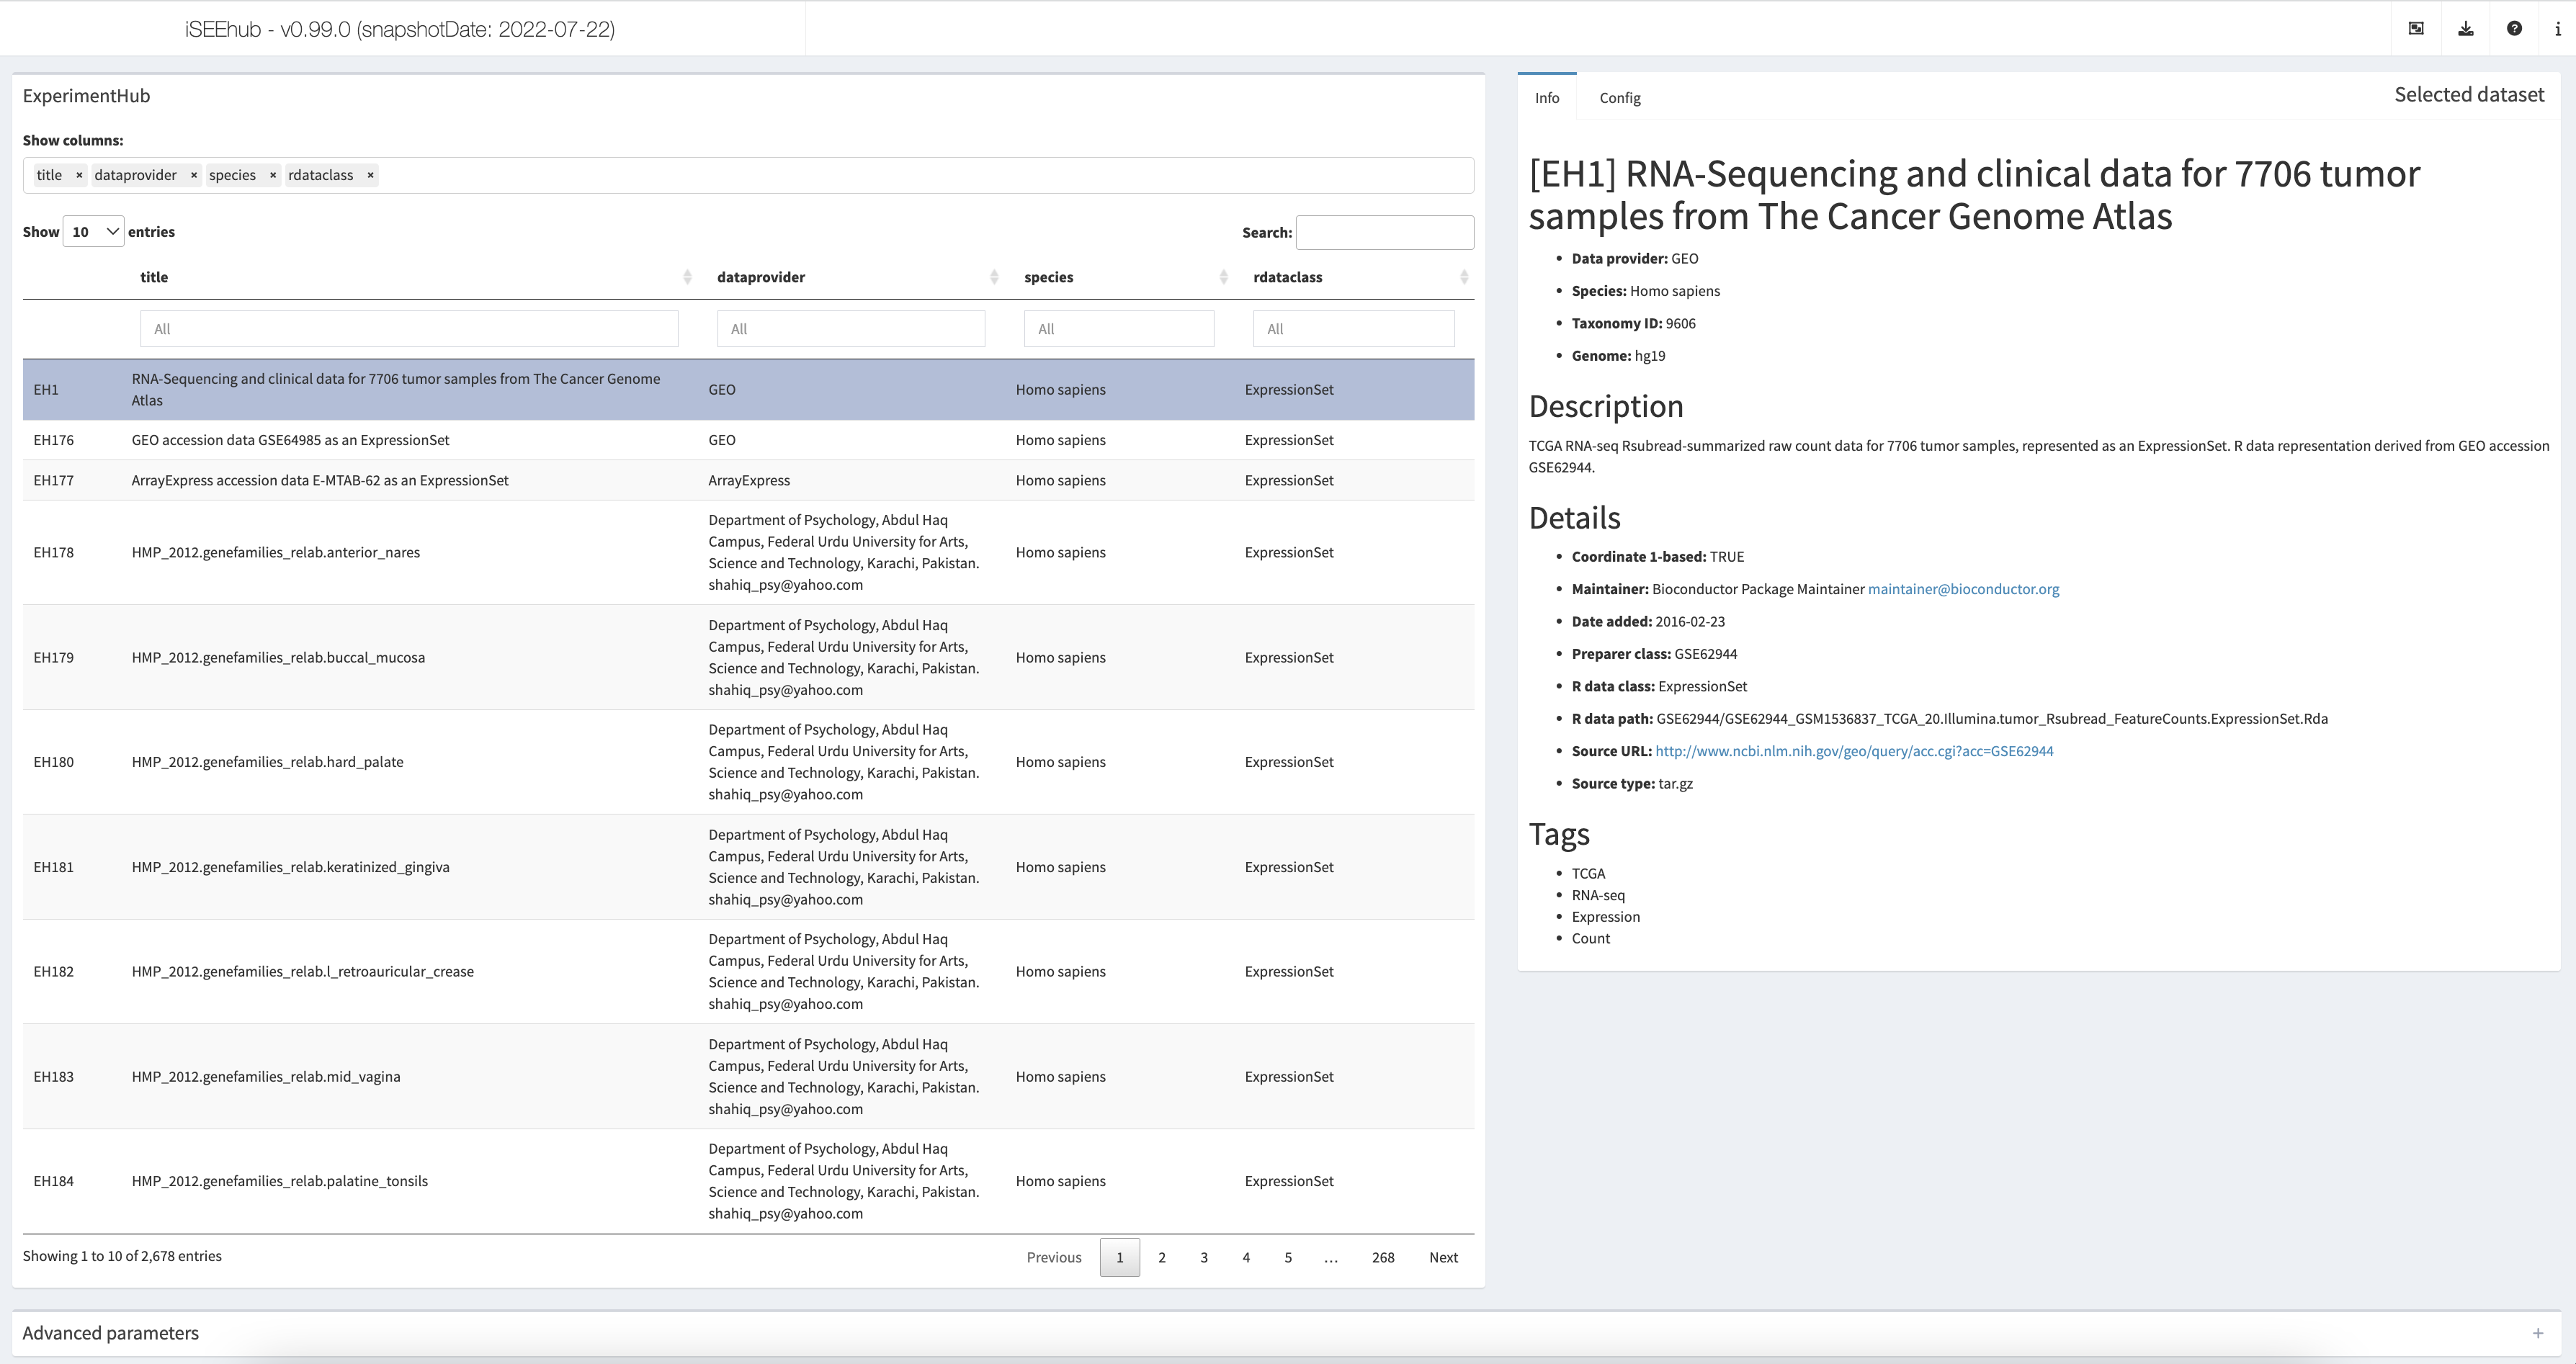 iSEEhub - v0.99.0 (snapshotDate: 2022-07-22)
ExperimentHub
Show columns:
title × dataprovider × species × rdataclass ×
Show 10 entries
Search:
title dataprovider species rdataclass
All All All All
EH1 RNA-Sequencing and clinical data for 7706 tumor samples from The Cancer Genome
Atlas GEO Homo sapiens ExpressionSet
EH176 GEO accession data GSE64985 as an ExpressionSet GEO Homo sapiens ExpressionSet
EH177 ArrayExpress accession data E-MTAB-62 as an ExpressionSet ArrayExpress Homo sapiens ExpressionSet
EH178 HMP_2012.genefamilies_relab.anterior_nares Department of Psychology, Abdul Haq
Campus, Federal Urdu University for Arts,
Science and Technology, Karachi, Pakistan.
shahiq_psy@yahoo.com Homo sapiens ExpressionSet
EH179 HMP_2012.genefamilies_relab.buccal_mucosa Department of Psychology, Abdul Haq
Campus, Federal Urdu University for Arts,
Science and Technology, Karachi, Pakistan.
shahiq_psy@yahoo.com Homo sapiens ExpressionSet
EH180 HMP_2012.genefamilies_relab.hard_palate Department of Psychology, Abdul Haq
Campus, Federal Urdu University for Arts,
Science and Technology, Karachi, Pakistan.
shahiq_psy@yahoo.com Homo sapiens ExpressionSet
EH181 HMP_2012.genefamilies_relab.keratinized_gingiva Department of Psychology, Abdul Haq
Campus, Federal Urdu University for Arts,
Science and Technology, Karachi, Pakistan.
shahiq_psy@yahoo.com Homo sapiens ExpressionSet
EH182 HMP_2012.genefamilies_relab.l_retroauricular_crease Department of Psychology, Abdul Haq
Campus, Federal Urdu University for Arts,
Science and Technology, Karachi, Pakistan.
shahiq_psy@yahoo.com Homo sapiens ExpressionSet
EH183 HMP_2012.genefamilies_relab.mid_vagina Department of Psychology, Abdul Haq
Campus, Federal Urdu University for Arts,
Science and Technology, Karachi, Pakistan.
shahiq_psy@yahoo.com Homo sapiens ExpressionSet
EH184 HMP_2012.genefamilies_relab.palatine_tonsils Department of Psychology, Abdul Haq
Campus, Federal Urdu University for Arts,
Science and Technology, Karachi, Pakistan.
shahiq_psy@yahoo.com Homo sapiens ExpressionSet
Showing 1 to 10 of 2,678 entries
Previous 1 2 3 4 5 … 268 Next
Info Config Selected dataset
[EH1] RNA-Sequencing and clinical data for 7706 tumor
samples from The Cancer Genome Atlas
• Data provider: GEO
• Species: Homo sapiens
• Taxonomy ID: 9606
• Genome: hg19
Description
TCGA RNA-seq Rsubread-summarized raw count data for 7706 tumor samples, represented as an ExpressionSet. R data representation derived from GEO accession
GSE62944.
Details
• Coordinate 1-based: TRUE
• Maintainer: Bioconductor Package Maintainer maintainer@bioconductor.org
• Date added: 2016-02-23
• Preparer class: GSE62944
• R data class: ExpressionSet
• R data path: GSE62944/GSE62944_GSM1536837_TCGA_20.Illumina.tumor_Rsubread_FeatureCounts.ExpressionSet.Rda
• Source URL: http://www.ncbi.nlm.nih.gov/geo/query/acc.cgi?acc=GSE62944
• Source type: tar.gz
Tags
• TCGA
• RNA-seq
• Expression
• Count
Advanced parameters +